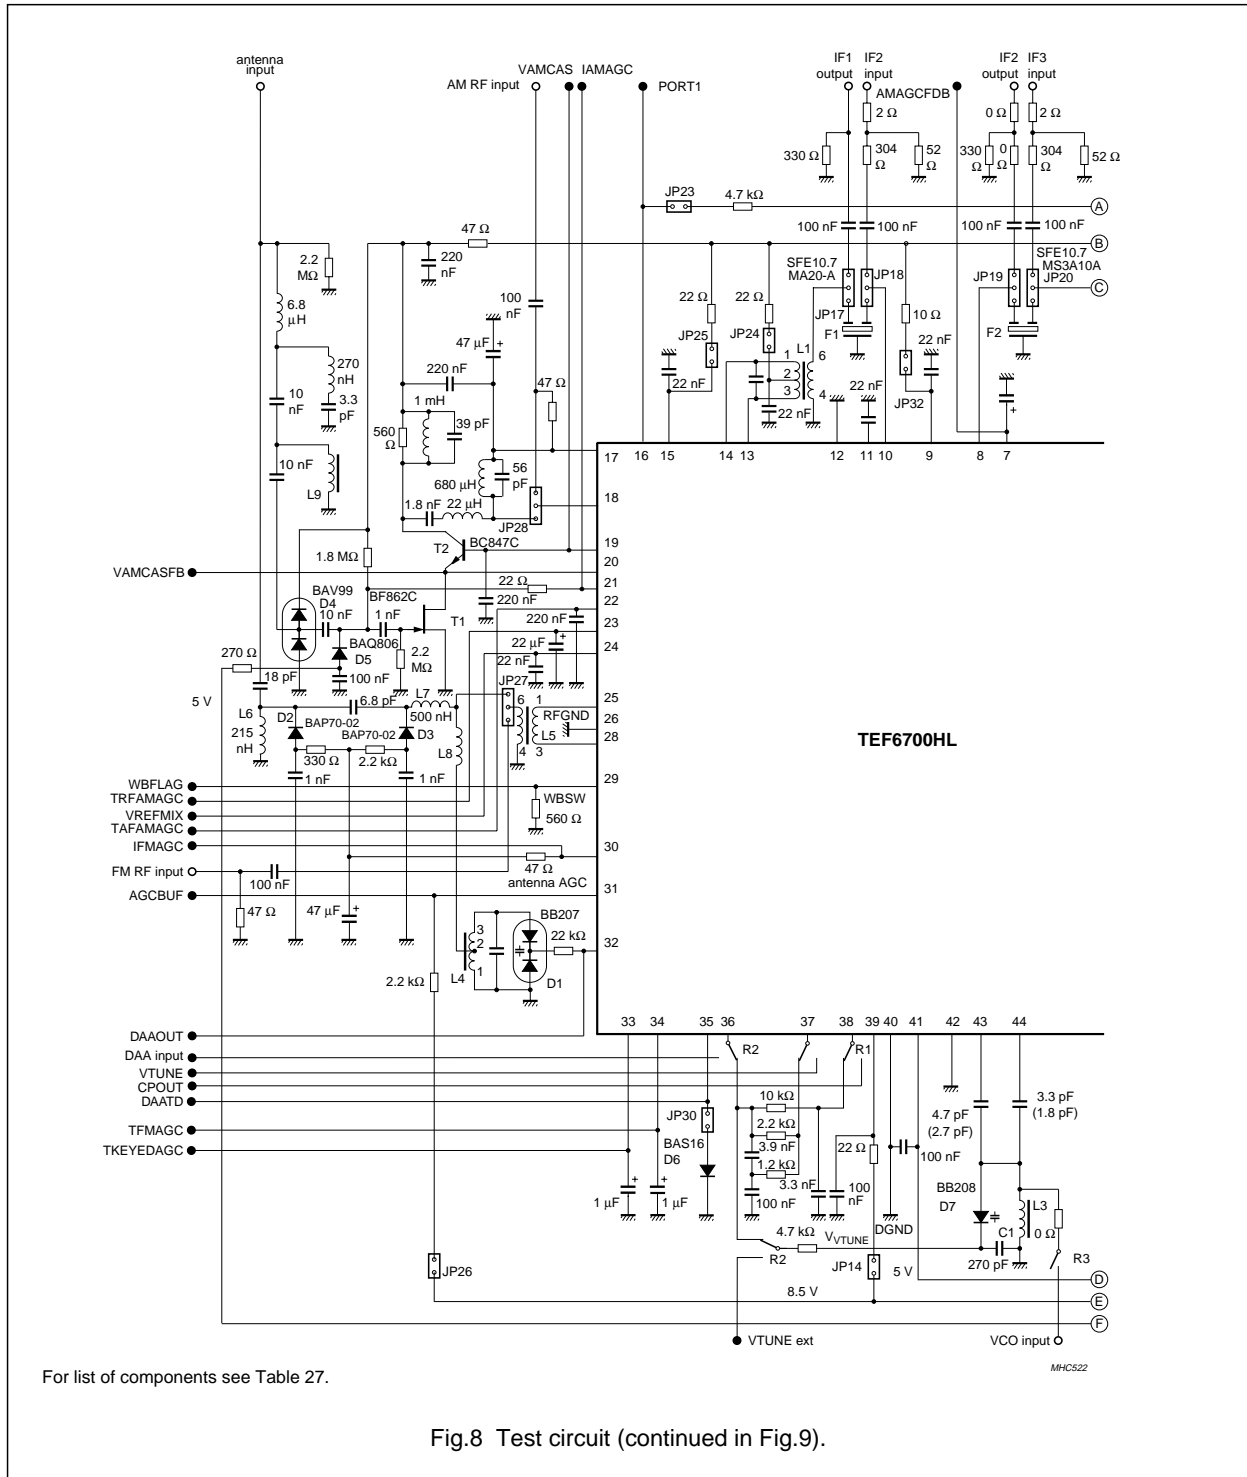 antenna
input
VAMCAS
IAMAGC
AM RF input
PORT1
IF1
output
IF2
input
AMAGCFDB
IF2
output
IF3
input
2 Ω
0 Ω
2 Ω
330 Ω
304
Ω
52
Ω
330
Ω
0
Ω
304
Ω
52 Ω
JP23
4.7 kΩ
A
100 nF
100 nF
100 nF
100 nF
47 Ω
B
2.2
MΩ
220
nF
SFE10.7
MA20-A
JP18
JP19
SFE10.7
MS3A10A
JP20
C
6.8
μH
100
nF
22 Ω
22 Ω
JP17
F1
10 Ω
F2
47 μF
+
JP25
JP24
L1
1
6
22 nF
270
nH
220 nF
47 Ω
15
22 nF
2
3
4
22 nF
22 nF
JP32
+
10
nF
3.3
pF
1 mH
39 pF
560
Ω
10 nF
L9
680 μH
56
pF
17
16
15
14
13
12
11
10
9
8
7
1.8 nF
22 μH
18
JP28
BC847C
T2
19
1.8 MΩ
20
VAMCASFB
22 Ω
21
BAV99
D4
10 nF
BF862C
1 nF
220 nF
22
220 nF
23
T1
BAQ806
D5
2.2
MΩ
22 μF
+
24
270 Ω
22 nF
18 pF
100 nF
JP27
5 V
6.8 pF
L7
500 nH
6
1
25
RFGND
26
L6
215
nH
D2
BAP70-02
BAP70-02
D3
L8
L5
4
3
28
TEF6700HL
330 Ω
2.2 kΩ
1 nF
1 nF
29
WBFLAG
WBSW
TRFAMAGC
VREFMIX
560 Ω
TAFAMAGC
IFMAGC
30
47 Ω
FM RF input
100 nF
antenna AGC
AGCBUF
31
47 Ω
47 μF
+
BB207
3
2
1
22 kΩ
32
2.2 kΩ
L4
D1
33
34
35
36
37
38
39
40
41
42
43
44
DAAOUT
R2
R1
DAA input
VTUNE
CPOUT
10 kΩ
3.3 pF
(1.8 pF)
DAATD
4.7 pF
(2.7 pF)
JP30
2.2 kΩ
TFMAGC
BAS16
D6
3.9 nF
22 Ω
100 nF
TKEYEDAGC
1.2 kΩ
3.3 nF
BB208
D7
+
1 μF
+
1 μF
100 nF
100
nF
DGND
L3
0 Ω
4.7 kΩ
VVTUNE
C1
R2
270 pF
R3
JP26
JP14
5 V
D
8.5 V
E
F
VTUNE ext
VCO input
MHC522
For list of components see Table 27.
Fig.8 Test circuit (continued in Fig.9).